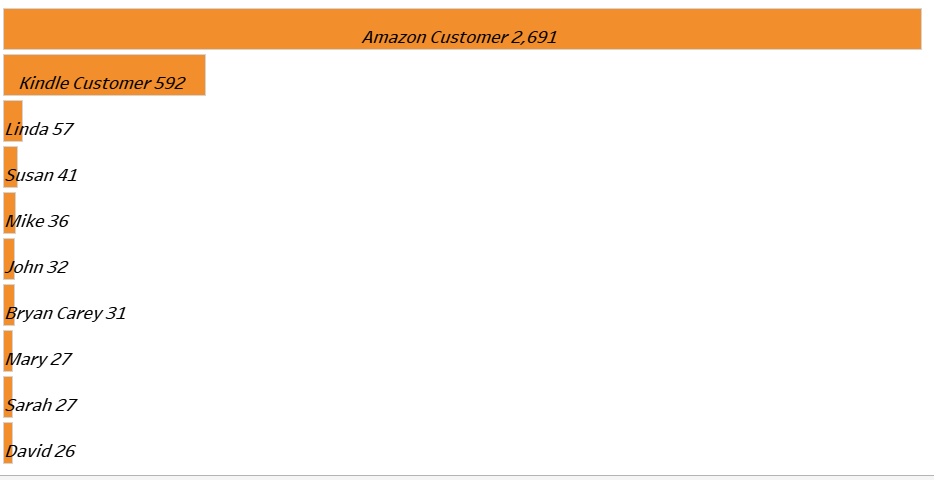 Amazon Customer 2,691
Kindle Customer 592
Linda 57
Susan 41
Mike 36
John 32
Bryan Carey 31
Mary 27
Sarah 27
David 26